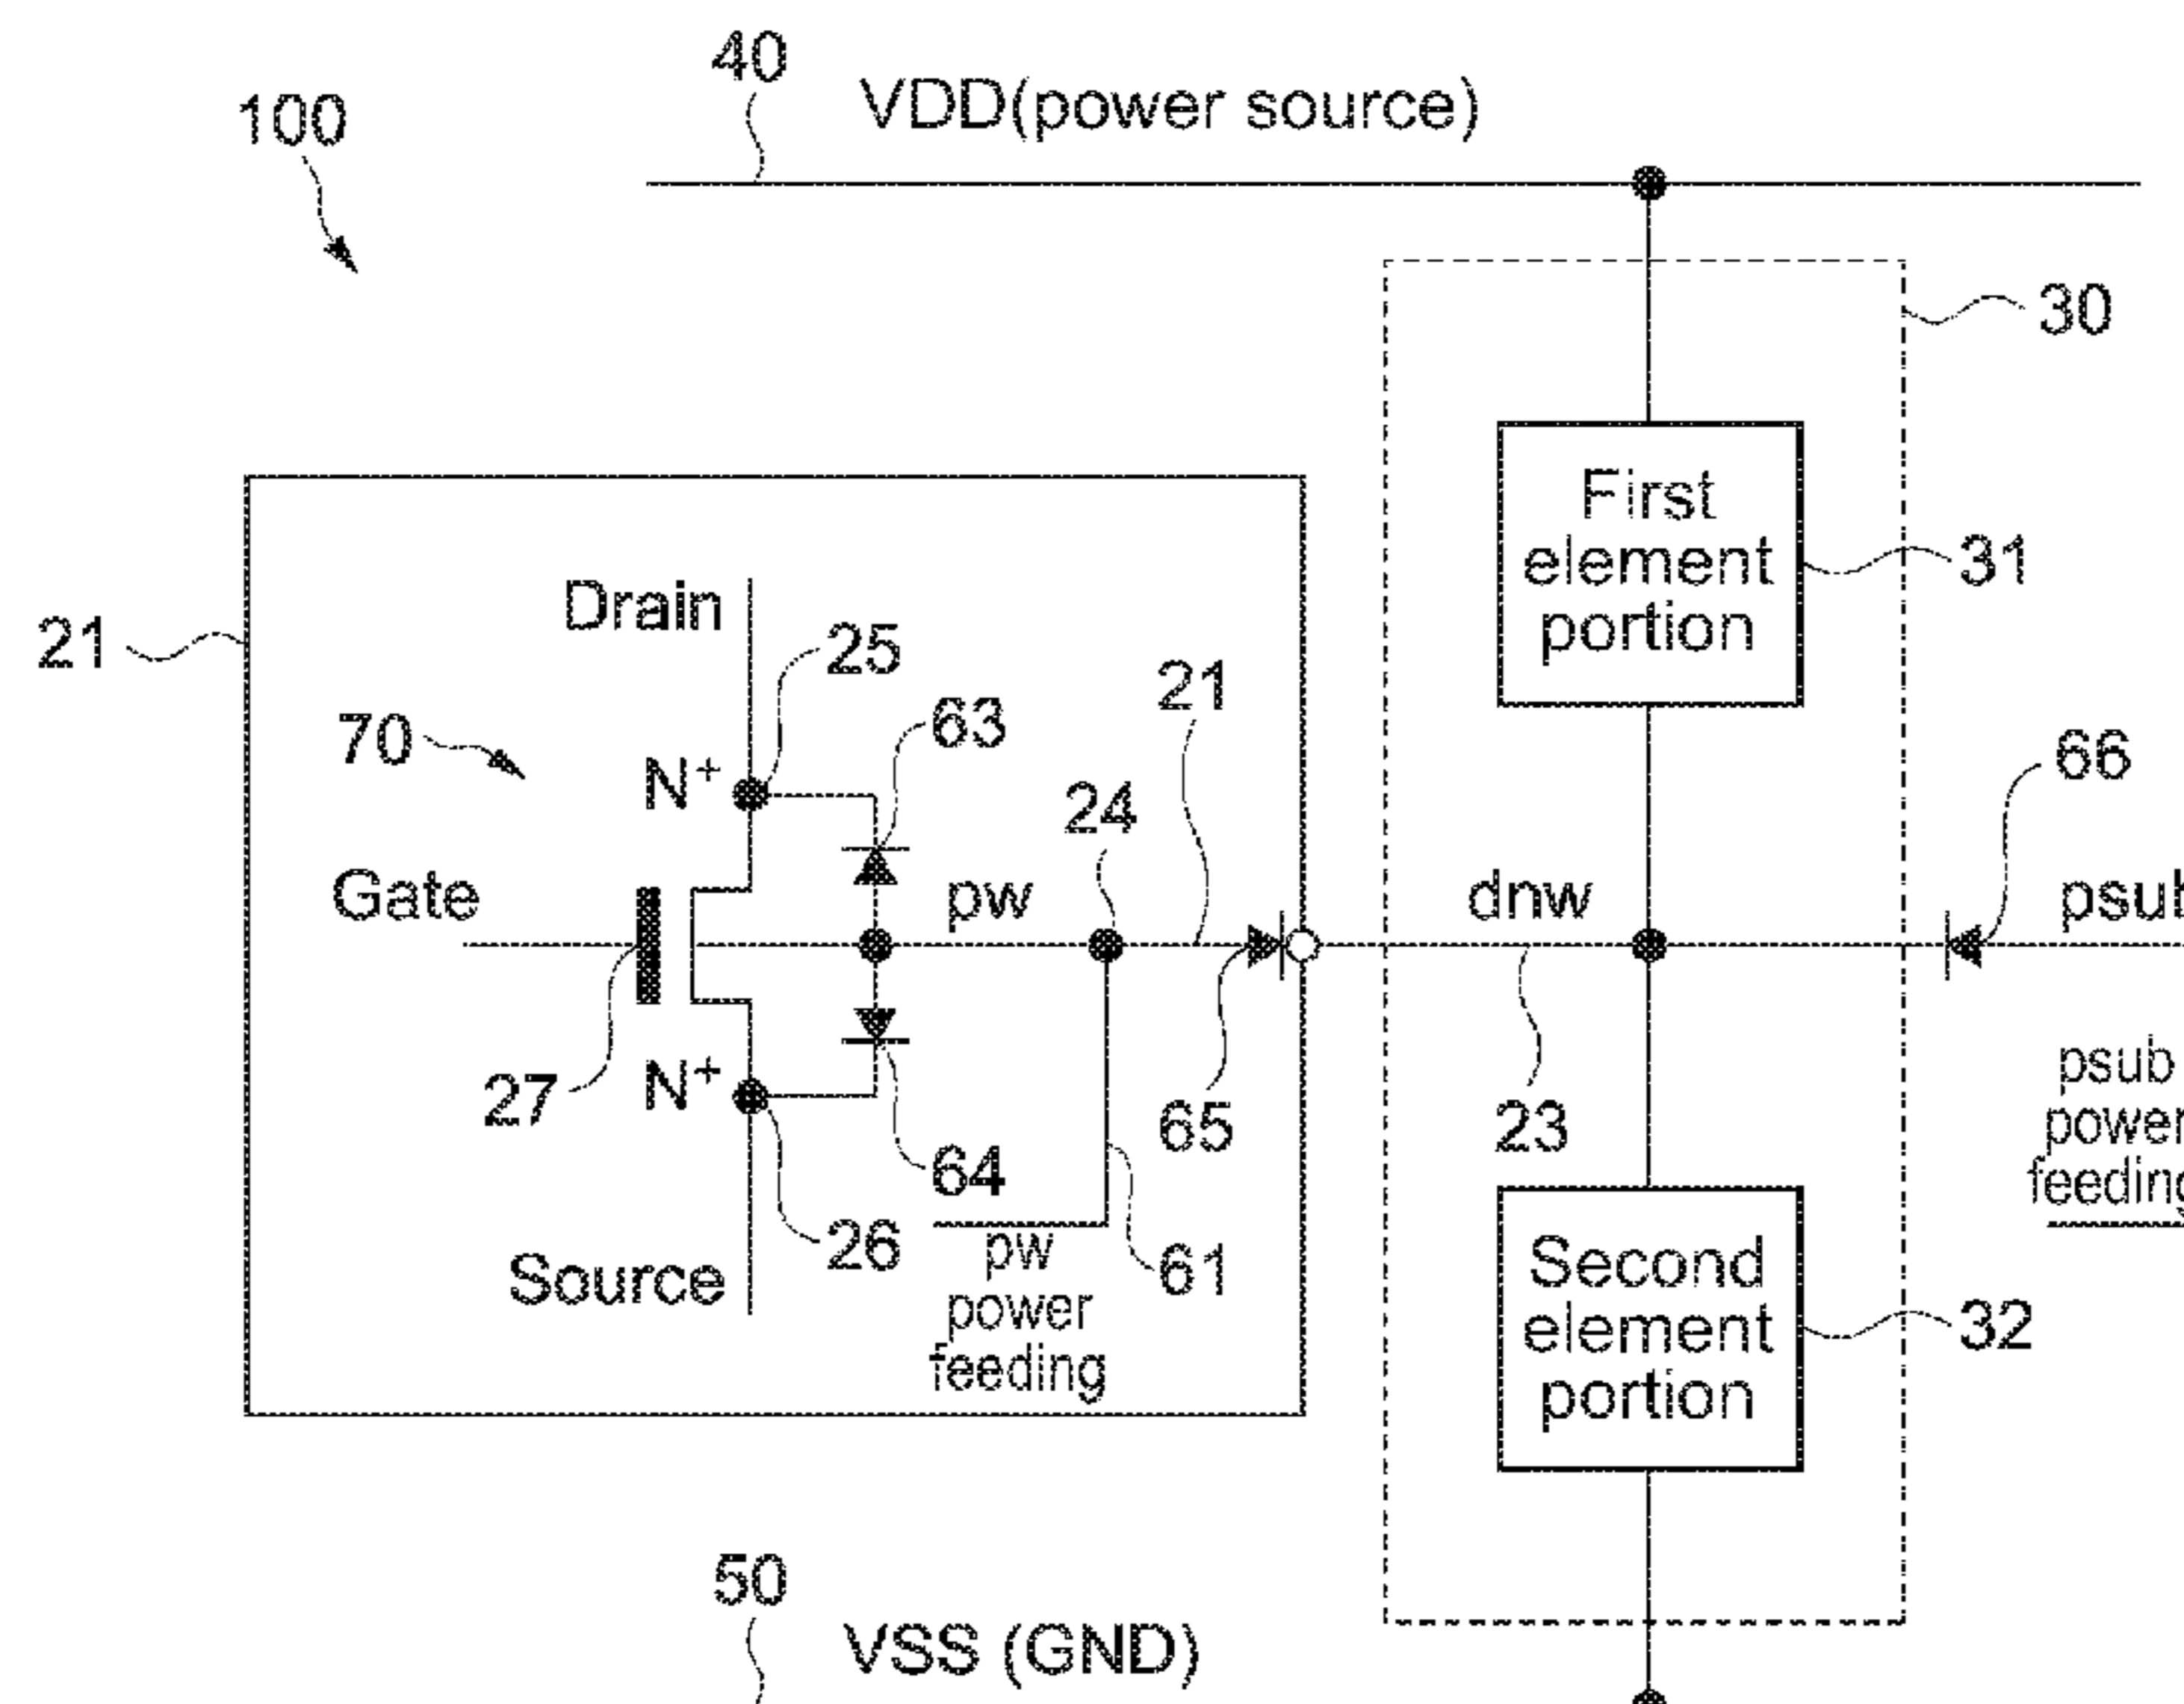 40
VDD(power source)
100
30
First
element
portion
31
21
Drain
25
21
63
70
N+
24
66
Gate
pw
dnw
psub
27
N+
65
23
psub
power
feeding
64
26
61
Source
pw
power
feeding
Second
element
portion
32
50
VSS (GND)